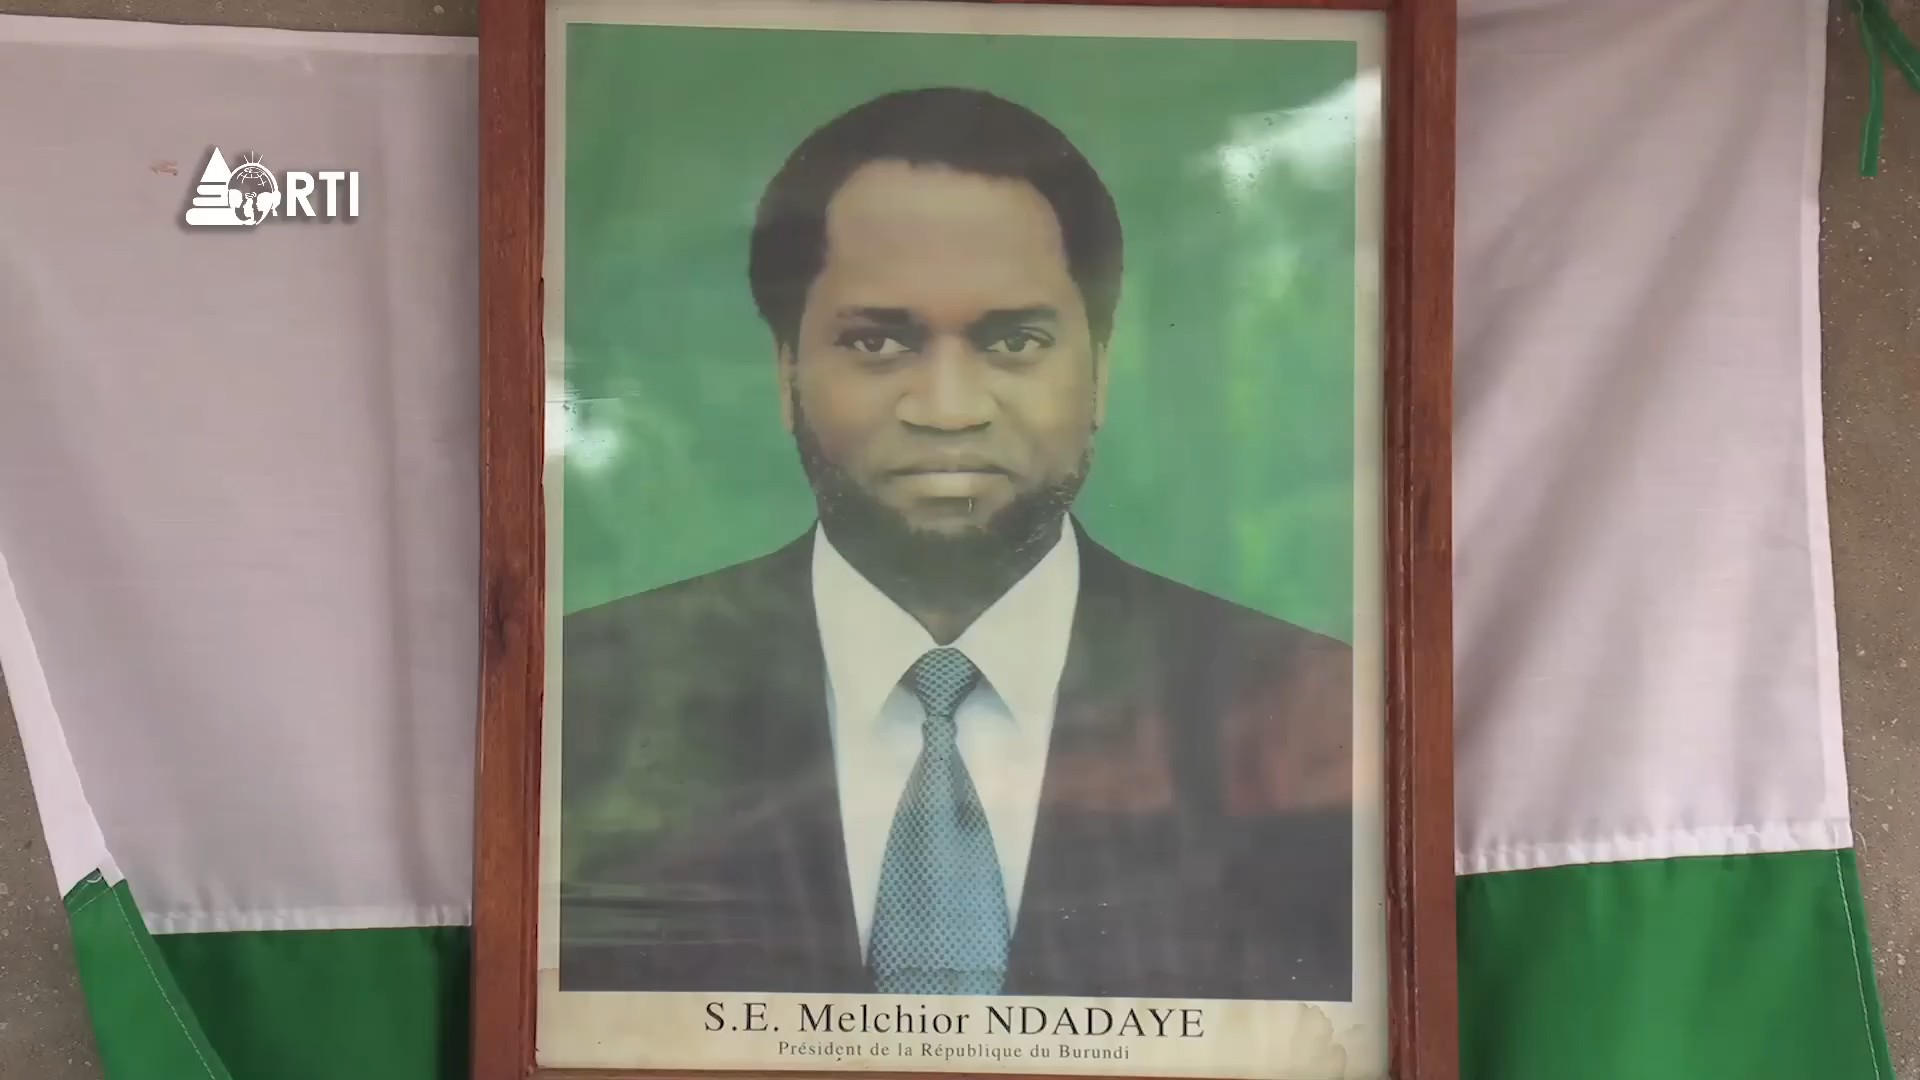 RTI
S.E. Melchior NDADAYE
Président de la République du Burundi